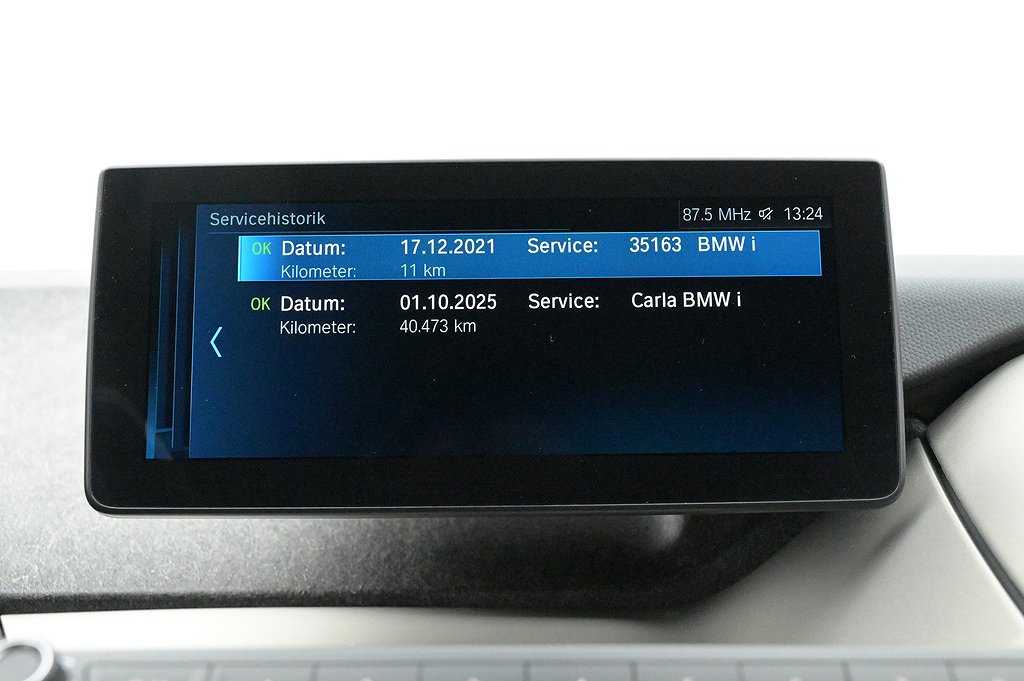 Servicehistorik 87.5 MHz 13:24
OK Datum: 17.12.2021 Service: 35163 BMW i
Kilometer: 11 km
OK Datum: 01.10.2025 Service: Carla BMW i
Kilometer: 40.473 km